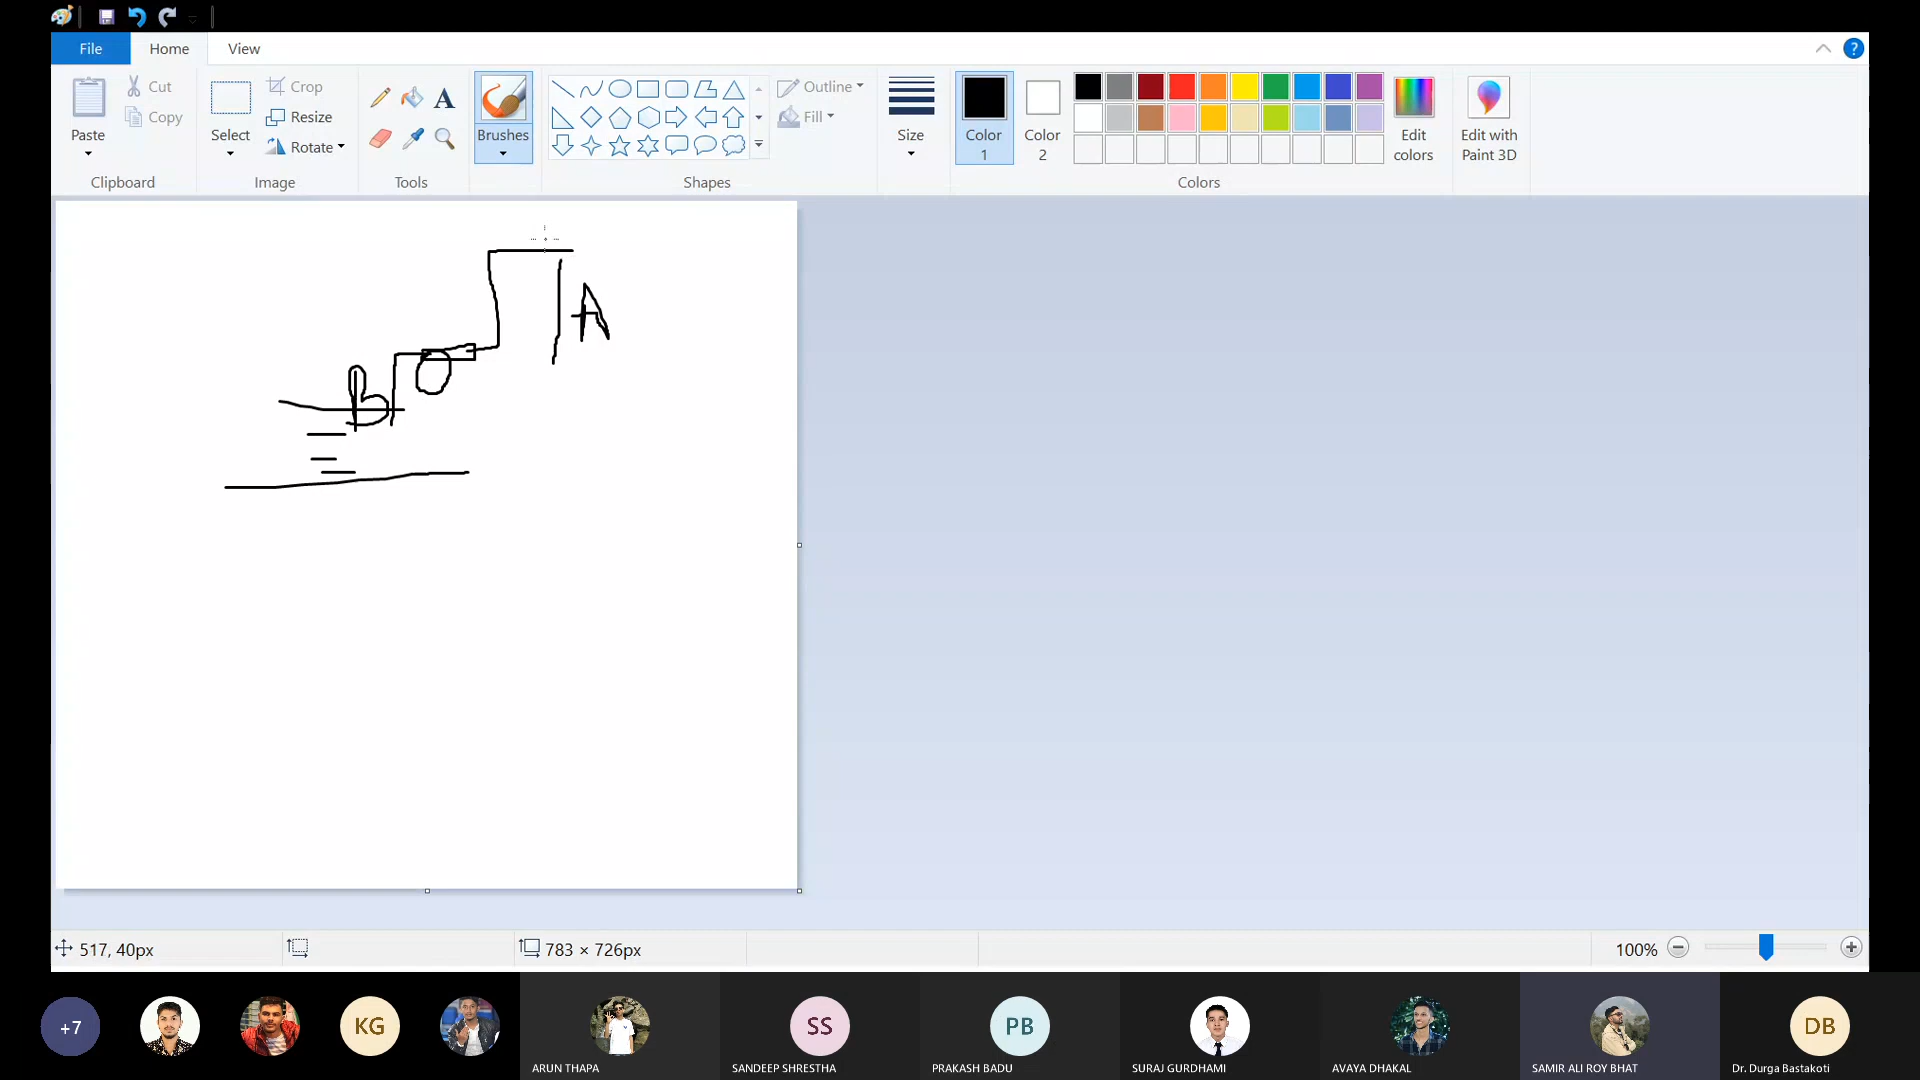 File Home View
Paste Cut Copy Clipboard
Select Crop Resize Rotate Image
A Tools
Brushes
Shapes
Outline Fill
Size
Color 1
Color 2
Edit colors
Colors
Edit with Paint 3D
?
A
B
517, 40px
783 × 726px
100%
+7
KG
SS
PB
DB
ARUN THAPA
SANDEEP SHRESTHA
PRAKASH BADU
SURAJ GURDHAMI
AVAYA DHAKAL
SAMIR ALI ROY BHAT
Dr. Durga Bastakoti